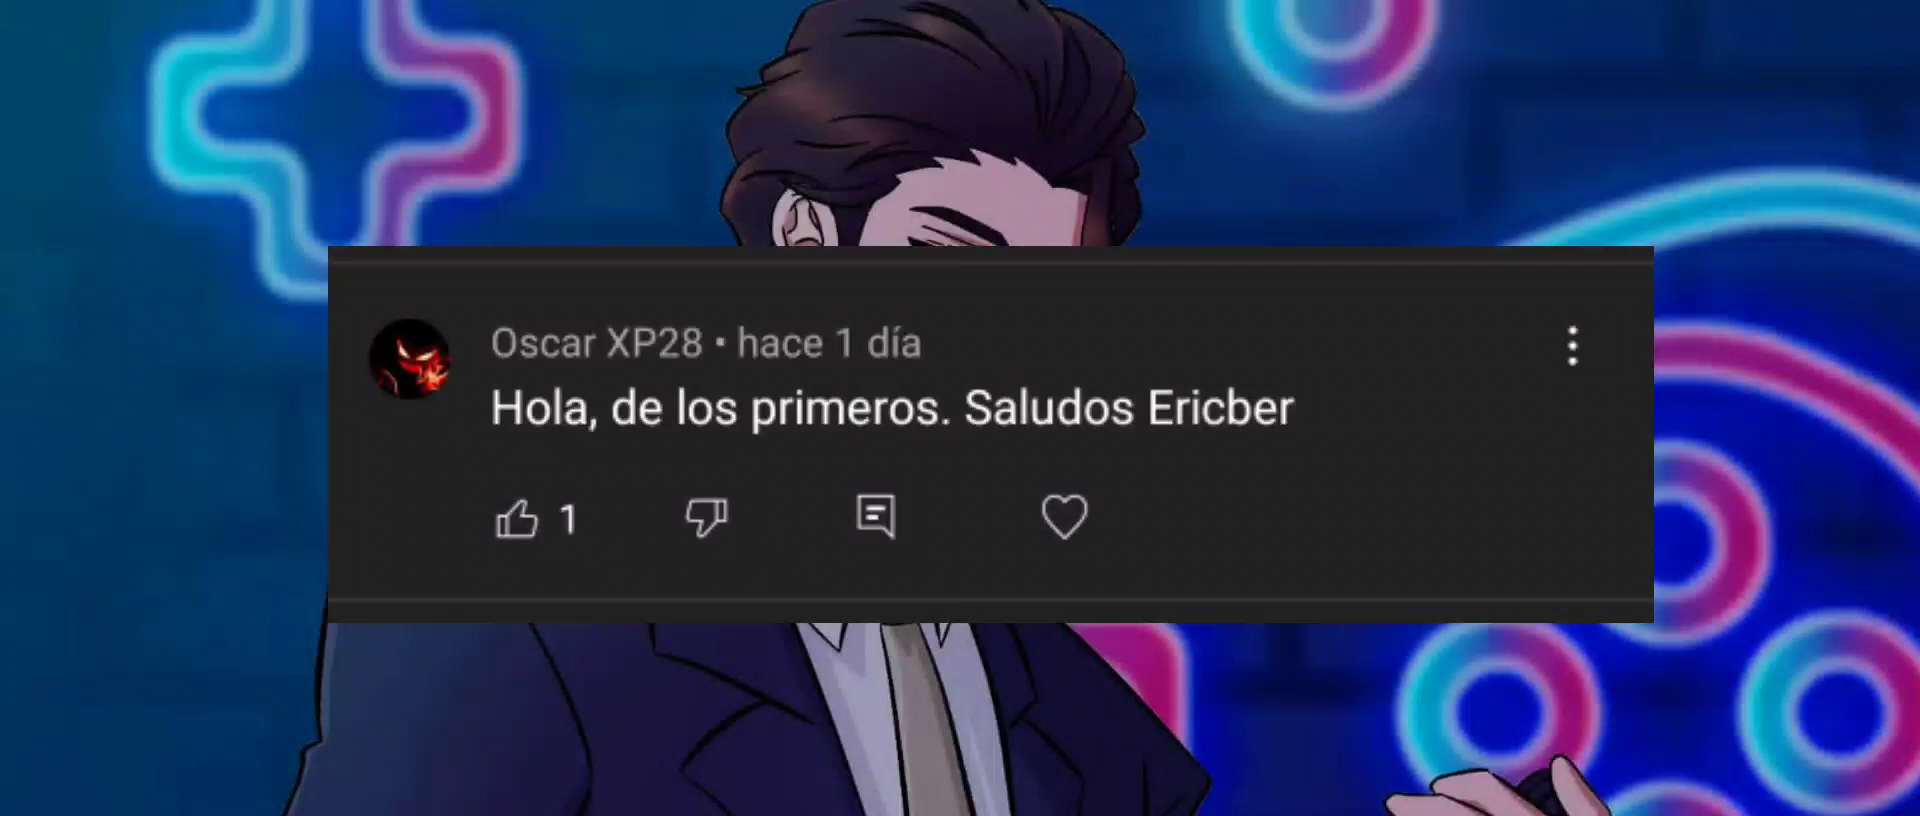 Oscar XP28 • hace 1 día
Hola, de los primeros. Saludos Ericber
1